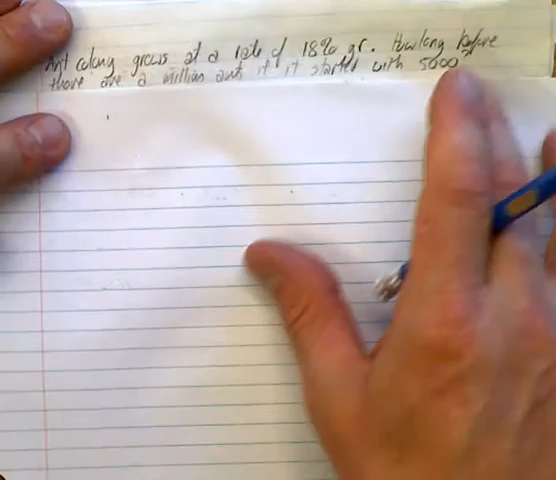 Ant colony grows at a rate of 18% yr. How long before
there are a million ants if it started with 5000?